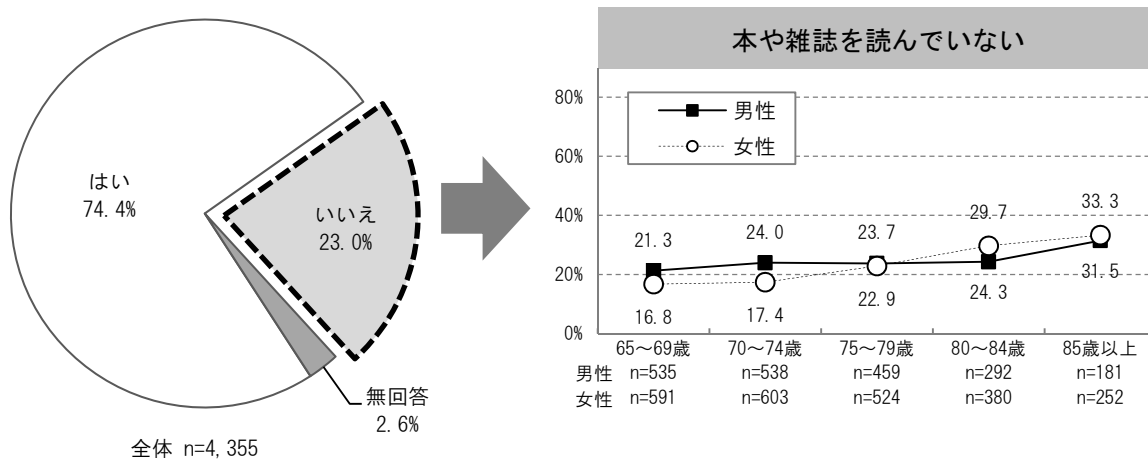 はい
74.4%
いいえ
23.0%
無回答
2.6%
全体 n=4,355
本や雑誌を読んでいない
80%
60%
40%
20%
0%
男性
女性
21.3 24.0 23.7 29.7 33.3
16.8 17.4 22.9 24.3 31.5
65～69歳 70～74歳 75～79歳 80～84歳 85歳以上
男性 n=535 n=538 n=459 n=292 n=181
女性 n=591 n=603 n=524 n=380 n=252